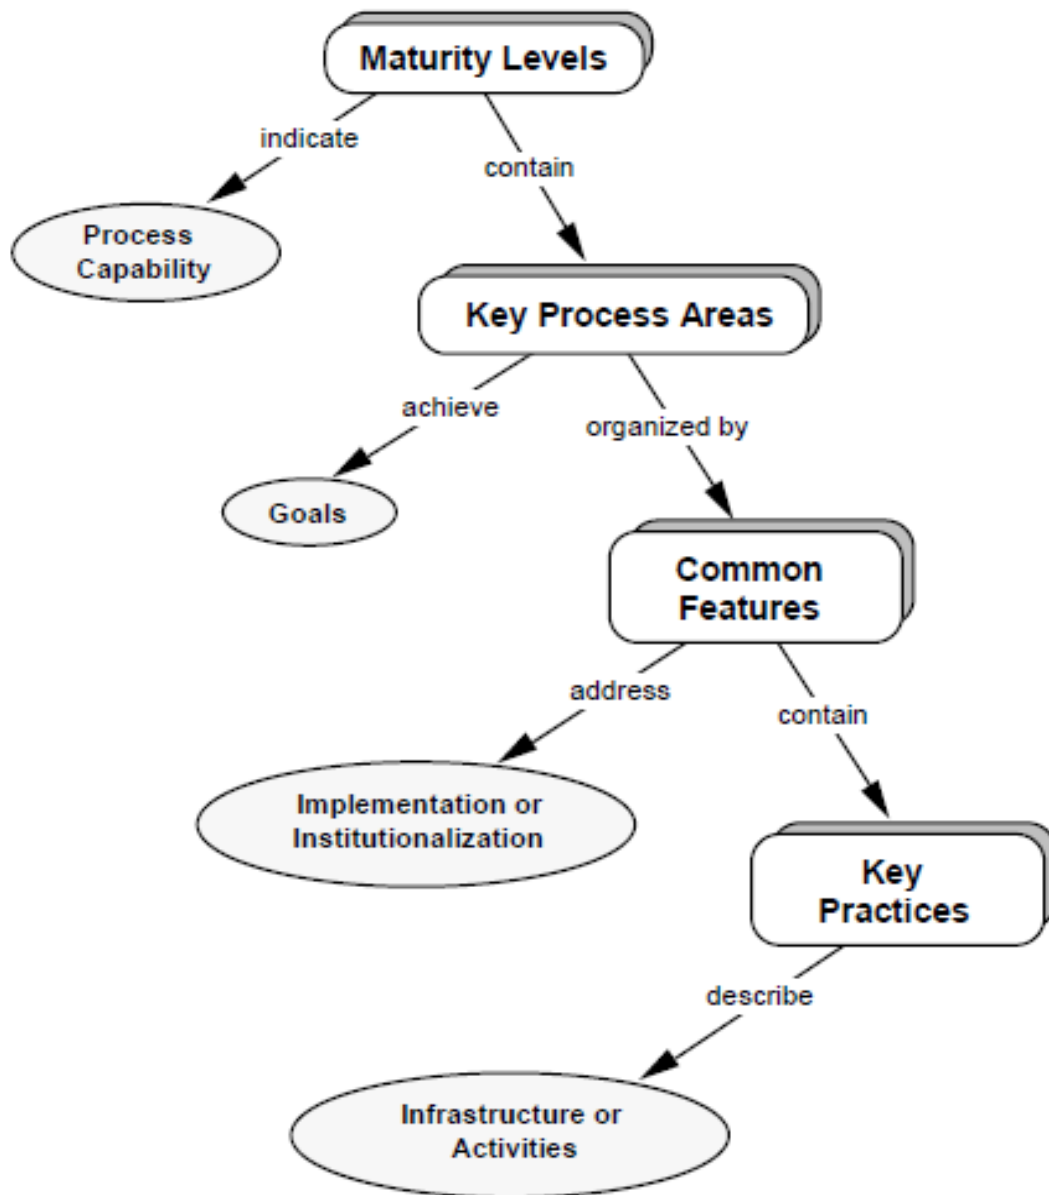 Maturity Levels
indicate
contain
Process
Capability
Key Process Areas
achieve
organized by
Goals
Common
Features
address
contain
Implementation or
Institutionalization
Key
Practices
describe
Infrastructure or
Activities